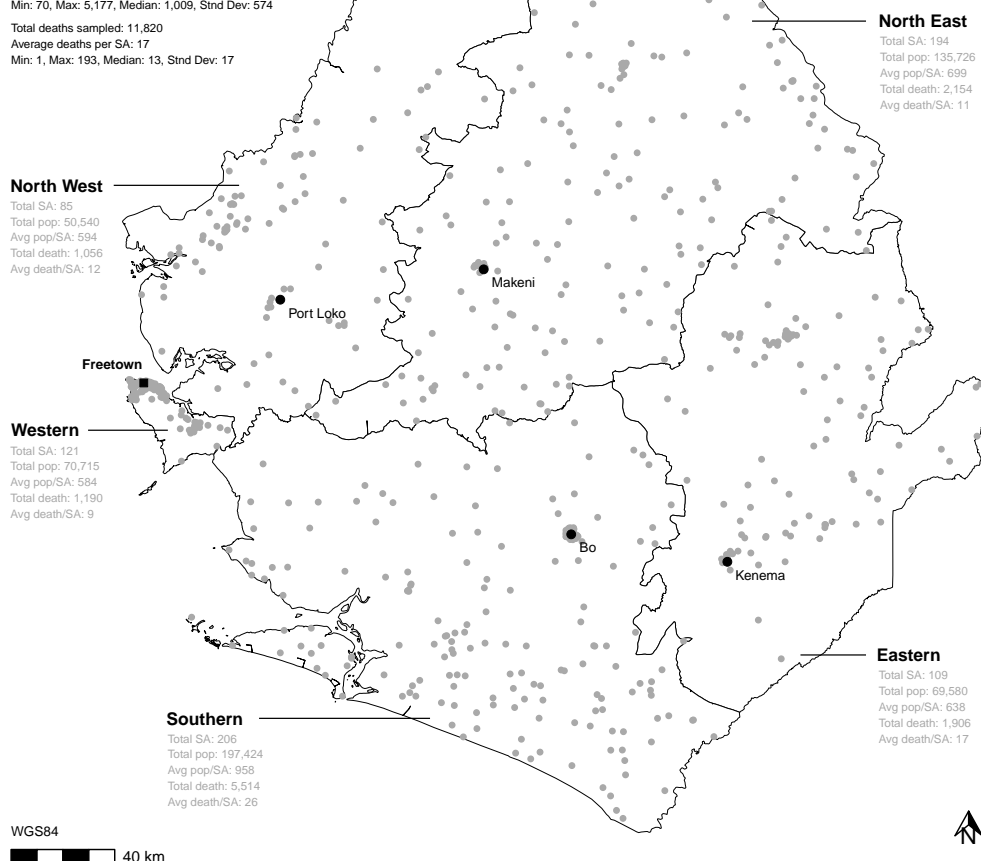 Min: 70, Max: 5,177, Median: 1,009, Stnd Dev: 574
Total deaths sampled: 11,820
Average deaths per SA: 17
Min: 1, Max: 193, Median: 13, Stnd Dev: 17
North East
Total SA: 194
Total pop: 135,726
Avg pop/SA: 699
Total death: 2,154
Avg death/SA: 11
North West
Total SA: 85
Total pop: 50,540
Avg pop/SA: 594
Total death: 1,056
Avg death/SA: 12
Makeni
Port Loko
Freetown
Western
Total SA: 121
Total pop: 70,715
Avg pop/SA: 584
Total death: 1,190
Avg death/SA: 9
Bo
Kenema
Eastern
Total SA: 109
Total pop: 69,580
Avg pop/SA: 638
Total death: 1,906
Avg death/SA: 17
Southern
Total SA: 206
Total pop: 197,424
Avg pop/SA: 958
Total death: 5,514
Avg death/SA: 26
WGS84
40 km
N